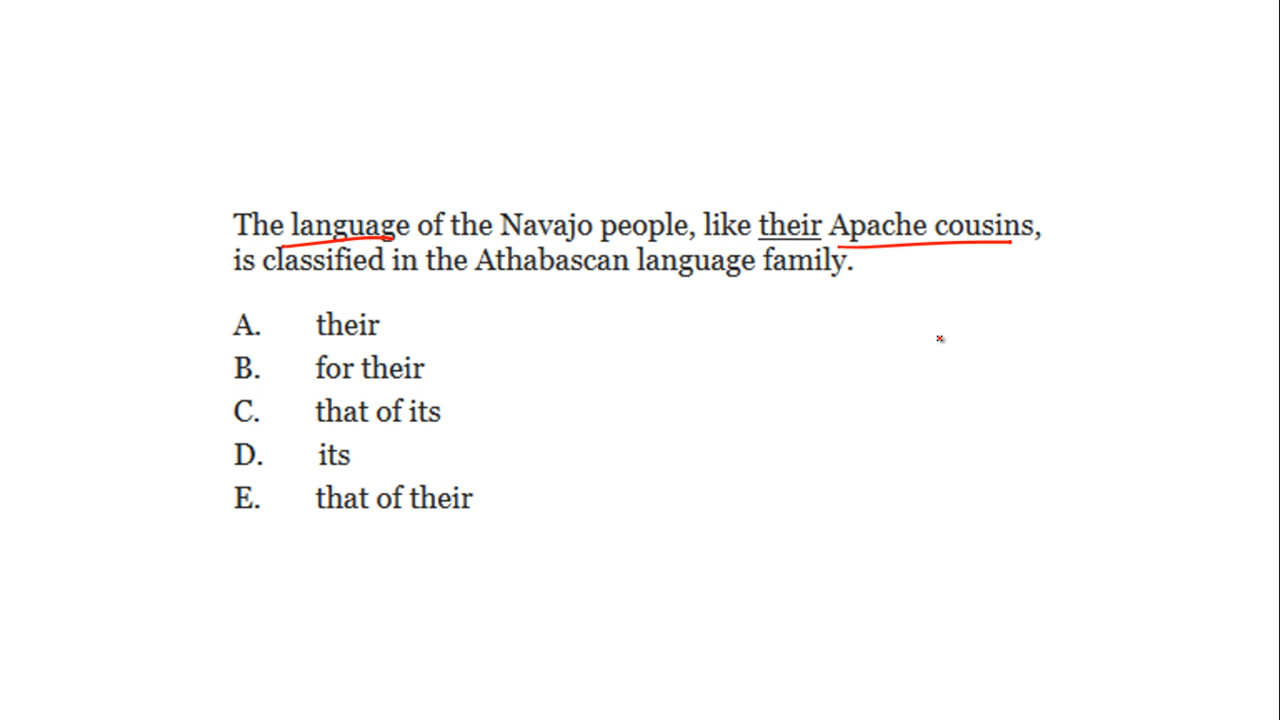 The language of the Navajo people, like their Apache cousins,
is classified in the Athabascan language family.
A. their
B. for their
C. that of its
D. its
E. that of their